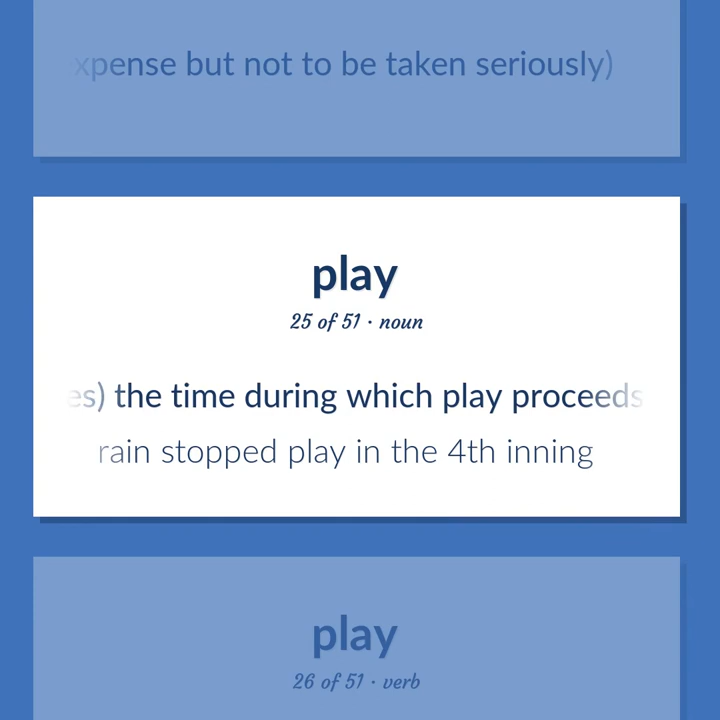 xpense but not to be taken seriously)
play
25 of 51 · noun
es) the time during which play proceeds
rain stopped play in the 4th inning
play
26 of 51 · verb